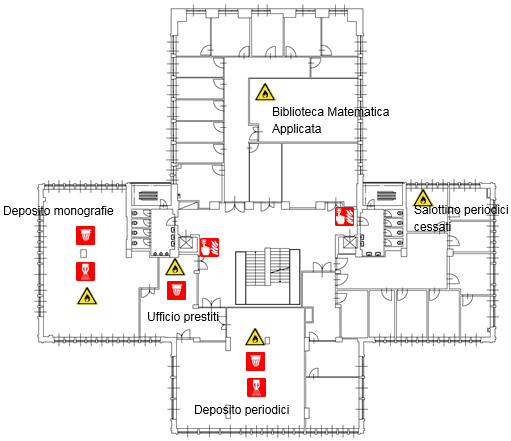 Biblioteca Matematica
Applicata
Deposito monografie
Salottino periodici
cessati
Ufficio prestiti
Deposito periodici